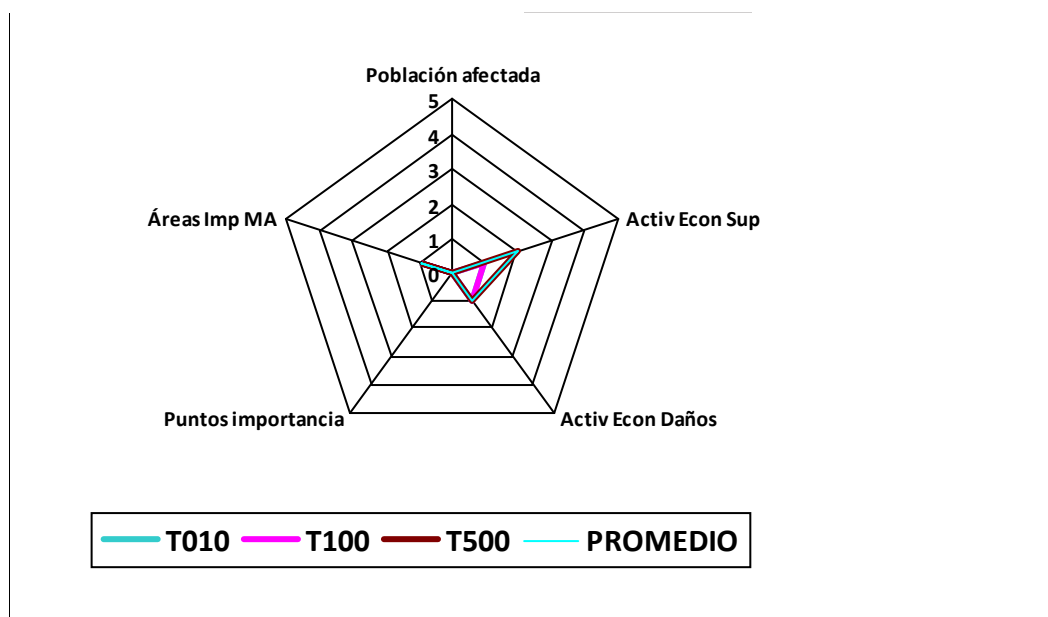 Población afectada
5
4
3
2
1
0
Áreas Imp MA
Activ Econ Sup
Puntos importancia
Activ Econ Daños
T010 T100 T500 PROMEDIO